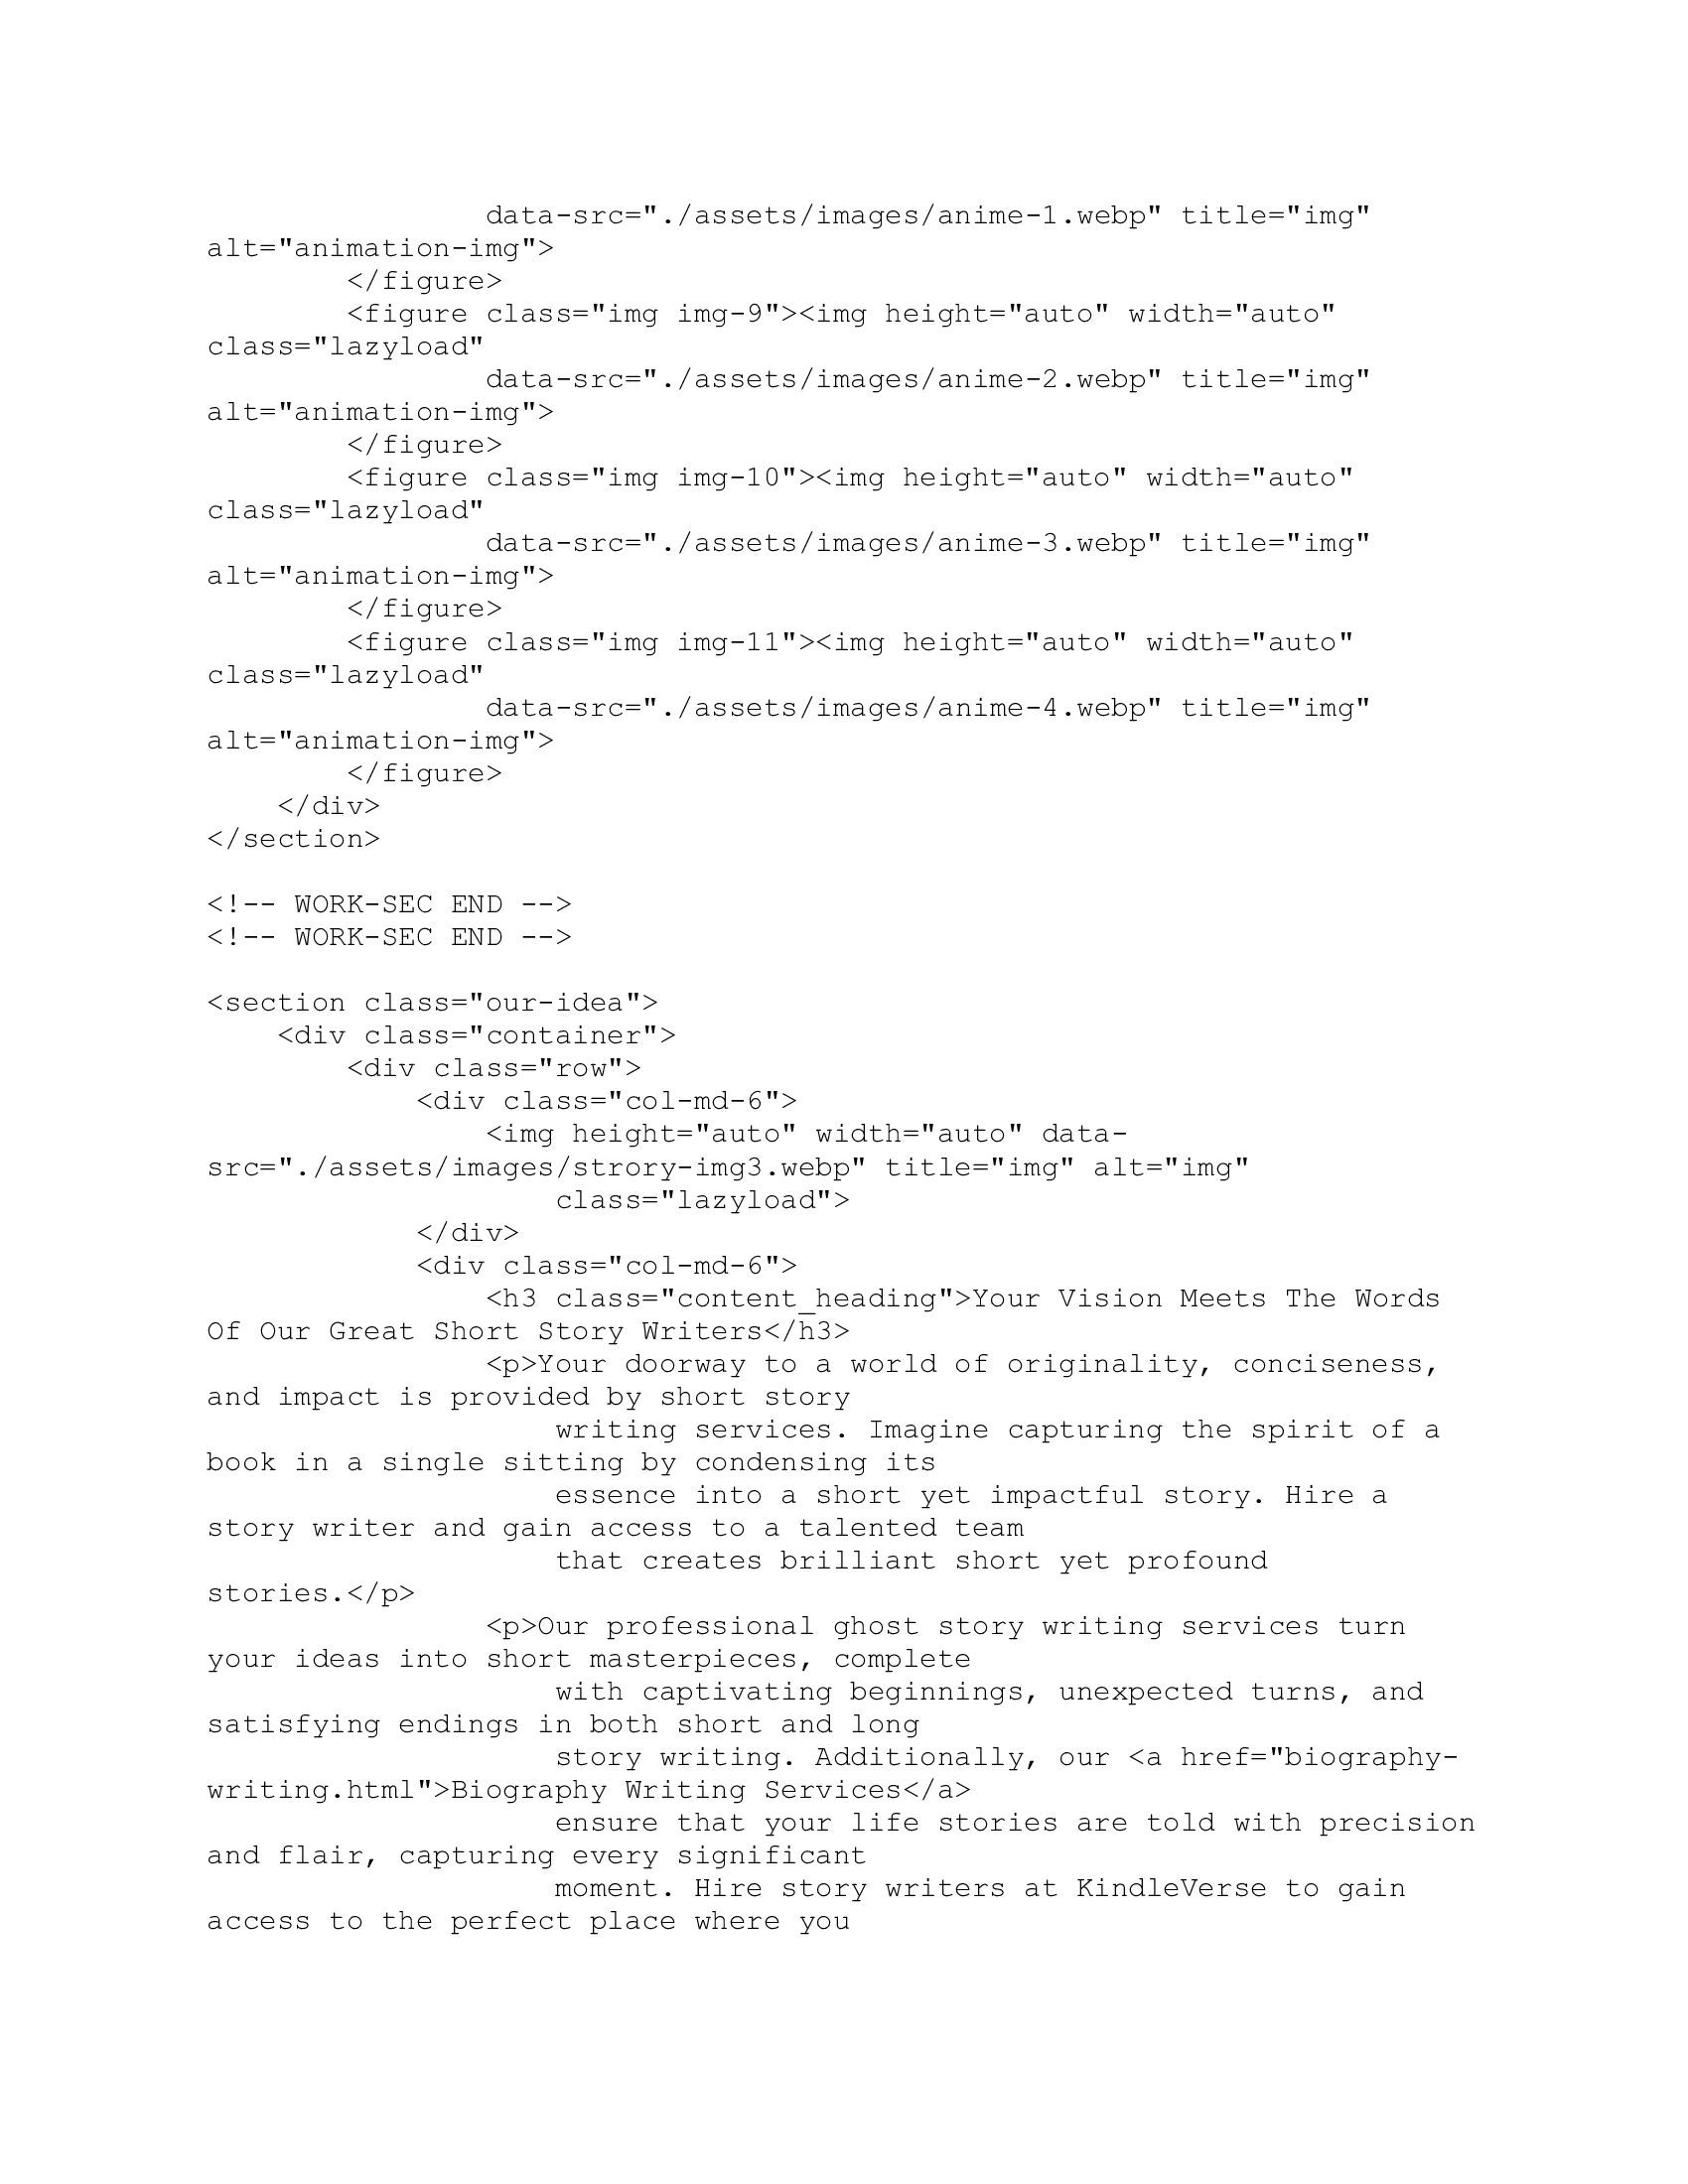 data-src="./assets/images/anime-1.webp" title="img"
alt="animation-img">
        </figure>
        <figure class="img img-9"><img height="auto" width="auto"
class="lazyload"
                data-src="./assets/images/anime-2.webp" title="img"
alt="animation-img">
        </figure>
        <figure class="img img-10"><img height="auto" width="auto"
class="lazyload"
                data-src="./assets/images/anime-3.webp" title="img"
alt="animation-img">
        </figure>
        <figure class="img img-11"><img height="auto" width="auto"
class="lazyload"
                data-src="./assets/images/anime-4.webp" title="img"
alt="animation-img">
        </figure>
    </div>
</section>

<!-- WORK-SEC END -->
<!-- WORK-SEC END -->

<section class="our-idea">
    <div class="container">
        <div class="row">
            <div class="col-md-6">
                <img height="auto" width="auto" data-
src="./assets/images/strory-img3.webp" title="img" alt="img"
                    class="lazyload">
            </div>
            <div class="col-md-6">
                <h3 class="content_heading">Your Vision Meets The Words
Of Our Great Short Story Writers</h3>
                <p>Your doorway to a world of originality, conciseness,
and impact is provided by short story
                    writing services. Imagine capturing the spirit of a
book in a single sitting by condensing its
                    essence into a short yet impactful story. Hire a
story writer and gain access to a talented team
                    that creates brilliant short yet profound
stories.</p>
                <p>Our professional ghost story writing services turn
your ideas into short masterpieces, complete
                    with captivating beginnings, unexpected turns, and
satisfying endings in both short and long
                    story writing. Additionally, our <a href="biography-
writing.html">Biography Writing Services</a>
                    ensure that your life stories are told with precision
and flair, capturing every significant
                    moment. Hire story writers at KindleVerse to gain
access to the perfect place where you